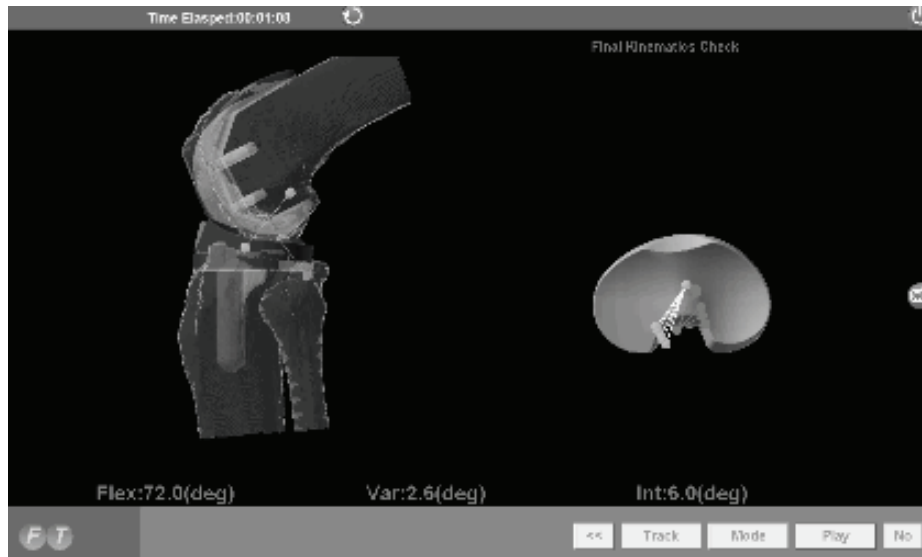 Time Elasped:00:01:08
Final Kinematics Check
Flex:72.0(deg) Var:2.6(deg) Int:6.0(deg)
F T << Track Mode Play No